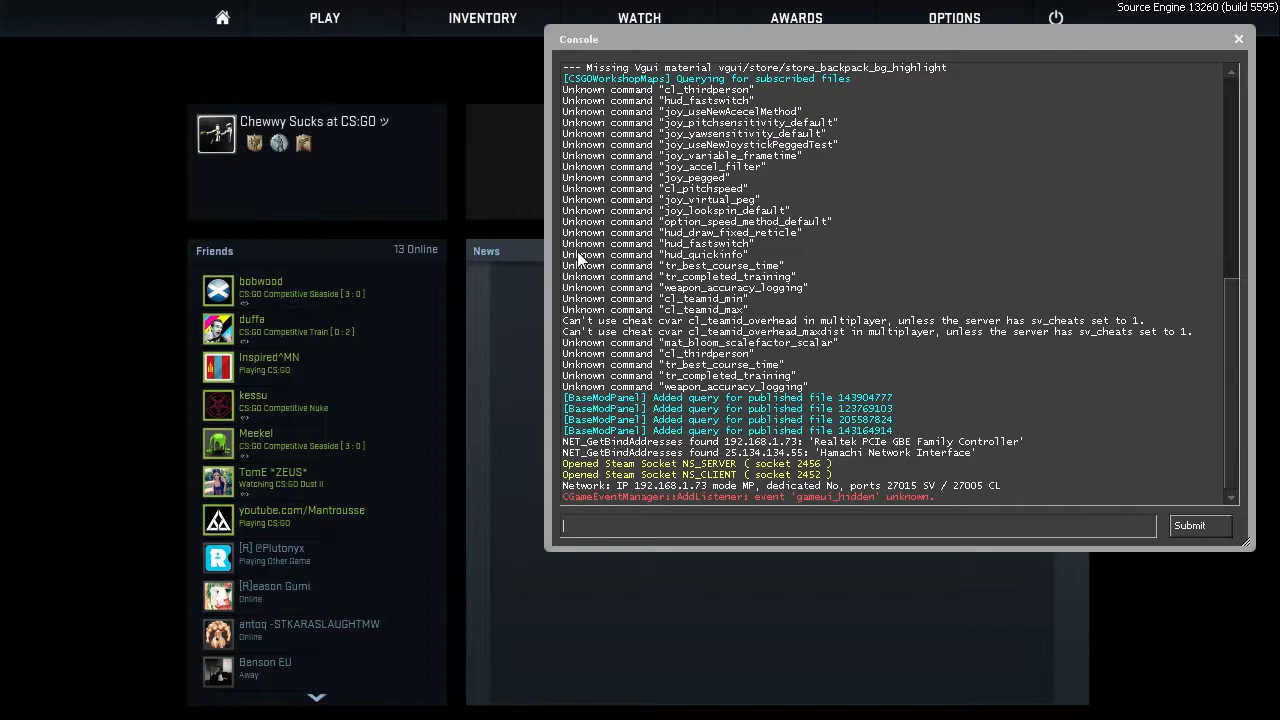 Source Engine 13260 (build 5595)
PLAY
INVENTORY
WATCH
AWARDS
OPTIONS
Chewwy Sucks at CS:GO ッ
Friends
13 Online
bobwood
CS:GO Competitive Seaside [ 3 : 0 ]
duffa
CS:GO Competitive Train [ 0 : 2 ]
Inspired^MN
Playing CS:GO
kessu
CS:GO Competitive Nuke
Meekel
CS:GO Competitive Seaside [ 3 : 0 ]
TomE *ZEUS*
Watching CS:GO Dust II
youtube.com/Mantrousse
Playing CS:GO
[R] @Plutonyx
Playing Other Game
[R]eason Gumi
Online
antoq -STKARASLAUGHTMW
Online
Benson EU
Away
News
Console
--- Missing Vgui material vgui/store/store_backpack_bg_highlight
[CSGOWorkshopMaps] Querying for subscribed files
Unknown command "cl_thirdperson"
Unknown command "hud_fastswitch"
Unknown command "joy_useNewAcecelMethod"
Unknown command "joy_pitchsensitivity_default"
Unknown command "joy_yawsensitivity_default"
Unknown command "joy_useNewJoystickPeggedTest"
Unknown command "joy_variable_frametime"
Unknown command "joy_accel_filter"
Unknown command "joy_pegged"
Unknown command "cl_pitchspeed"
Unknown command "joy_virtual_peg"
Unknown command "joy_lookspin_default"
Unknown command "option_speed_method_default"
Unknown command "hud_draw_fixed_reticle"
Unknown command "hud_fastswitch"
Unknown command "hud_quickinfo"
Unknown command "tr_best_course_time"
Unknown command "tr_completed_training"
Unknown command "weapon_accuracy_logging"
Unknown command "cl_teamid_min"
Unknown command "cl_teamid_max"
Can't use cheat cvar cl_teamid_overhead in multiplayer, unless the server has sv_cheats set to 1.
Can't use cheat cvar cl_teamid_overhead_maxdist in multiplayer, unless the server has sv_cheats set to 1.
Unknown command "mat_bloom_scalefactor_scalar"
Unknown command "cl_thirdperson"
Unknown command "tr_best_course_time"
Unknown command "tr_completed_training"
Unknown command "weapon_accuracy_logging"
[BaseModPanel] Added query for published file 143904777
[BaseModPanel] Added query for published file 123769103
[BaseModPanel] Added query for published file 205587824
[BaseModPanel] Added query for published file 143164914
NET_GetBindAddresses found 192.168.1.73: 'Realtek PCIe GBE Family Controller'
NET_GetBindAddresses found 25.134.134.55: 'Hamachi Network Interface'
Opened Steam Socket NS_SERVER ( socket 2456 )
Opened Steam Socket NS_CLIENT ( socket 2452 )
Network: IP 192.168.1.73 mode MP, dedicated No, ports 27015 SV / 27005 CL
CGameEventManager::AddListener: event 'gameui_hidden' unknown.
Submit